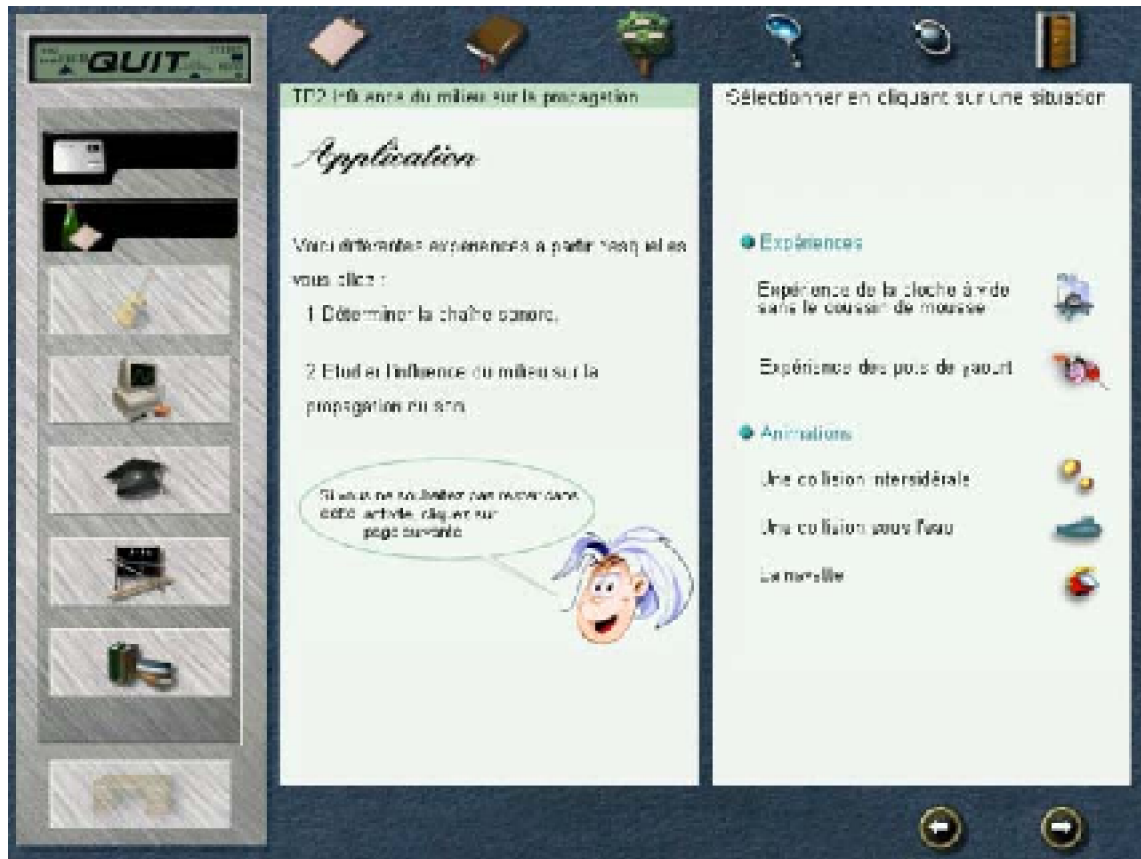 QUIT
TP2 Influence du milieu sur la propagation
Application
Voici différentes expériences à partir desquelles
vous allez :
1 Déterminer la chaîne sonore.
2 Etudier l'influence du milieu sur la
propagation du son
Si vous ne souhaitez pas rester dans
cette activité, cliquez sur
page suivante
Sélectionner en cliquant sur une situation
Expériences
Expérience de la cloche à vide
sans le coussin de mousse
Expérience des pots de yaourt
Animations
Une collision intersidérale
Une collision sous l'eau
La navette